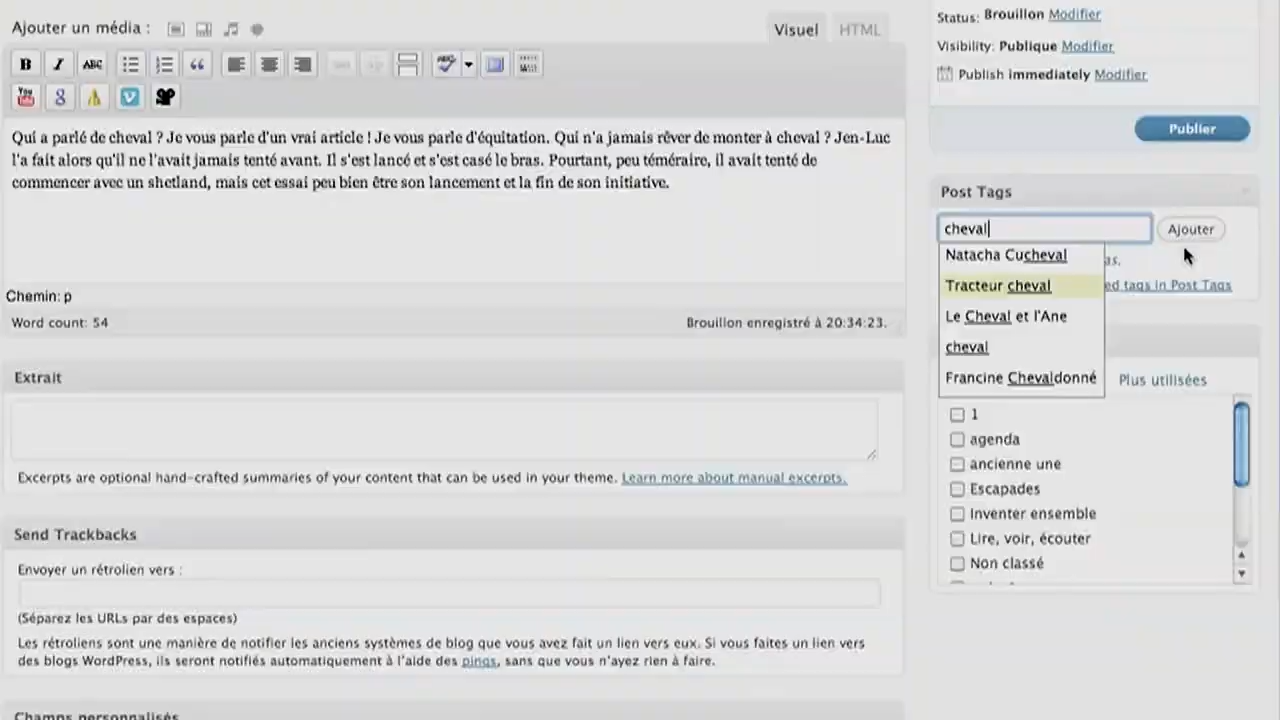 Ajouter un média :
Visuel HTML
B I ABC
You
Qui a parlé de cheval ? Je vous parle d'un vrai article ! Je vous parle d'équitation. Qui n'a jamais rêver de monter à cheval ? Jen-Luc
l'a fait alors qu'il ne l'avait jamais tenté avant. Il s'est lancé et s'est casé le bras. Pourtant, peu téméraire, il avait tenté de
commencer avec un shetland, mais cet essai peu bien être son lancement et la fin de son initiative.
Chemin: p
Word count: 54
Brouillon enregistré à 20:34:23.
Extrait
Excerpts are optional hand-crafted summaries of your content that can be used in your theme. Learn more about manual excerpts.
Send Trackbacks
Envoyer un rétrolien vers :
(Séparez les URLs par des espaces)
Les rétroliens sont une manière de notifier les anciens systèmes de blog que vous avez fait un lien vers eux. Si vous faites un lien vers
des blogs WordPress, ils seront notifiés automatiquement à l'aide des pings, sans que vous n'ayez rien à faire.
Champs personnalisés
Status: Brouillon Modifier
Visibility: Publique Modifier
Publish immediately Modifier
Publier
Post Tags
cheval
Ajouter
Natacha Cucheval
as.
Tracteur cheval
ed tags in Post Tags
Le Cheval et l'Ane
cheval
Francine Chevaldonné
Plus utilisées
1
agenda
ancienne une
Escapades
Inventer ensemble
Lire, voir, écouter
Non classé